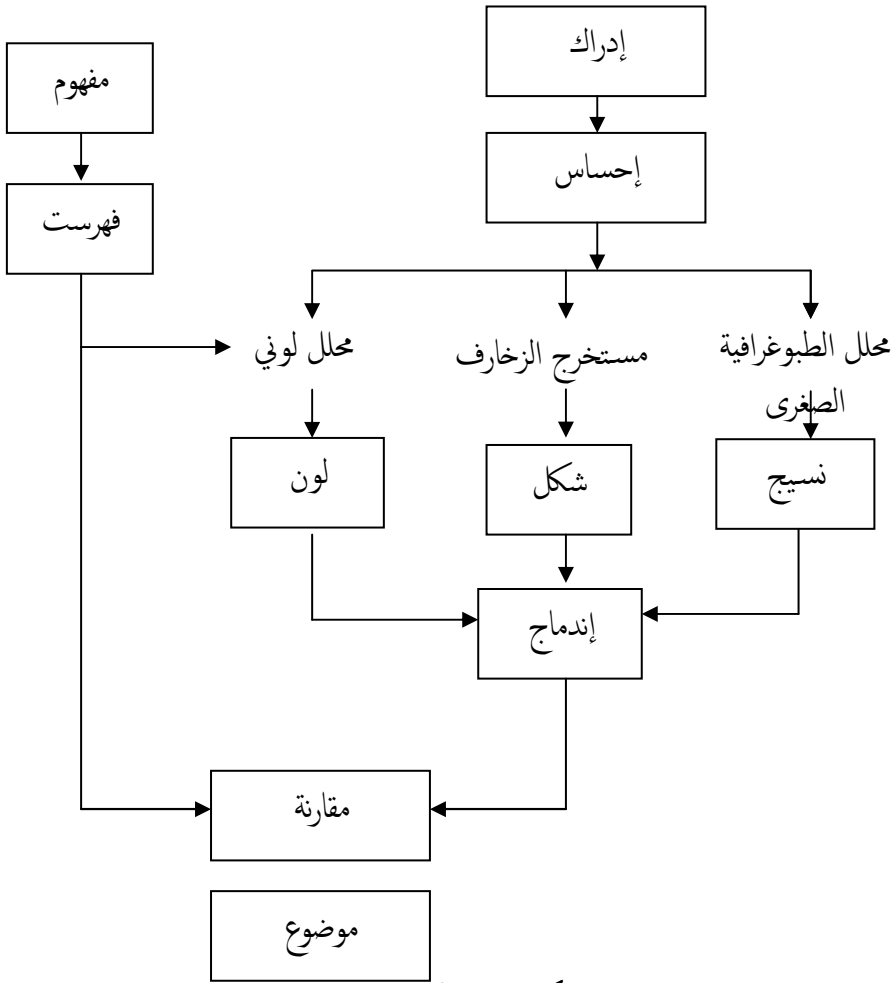 إدراك
مفهوم
إحساس
فهرست
محلل الطبوغرافية
الصغرى
مستخرج الزخارف
محلل لوني
نسيج
شكل
لون
إندماج
مقارنة
موضوع